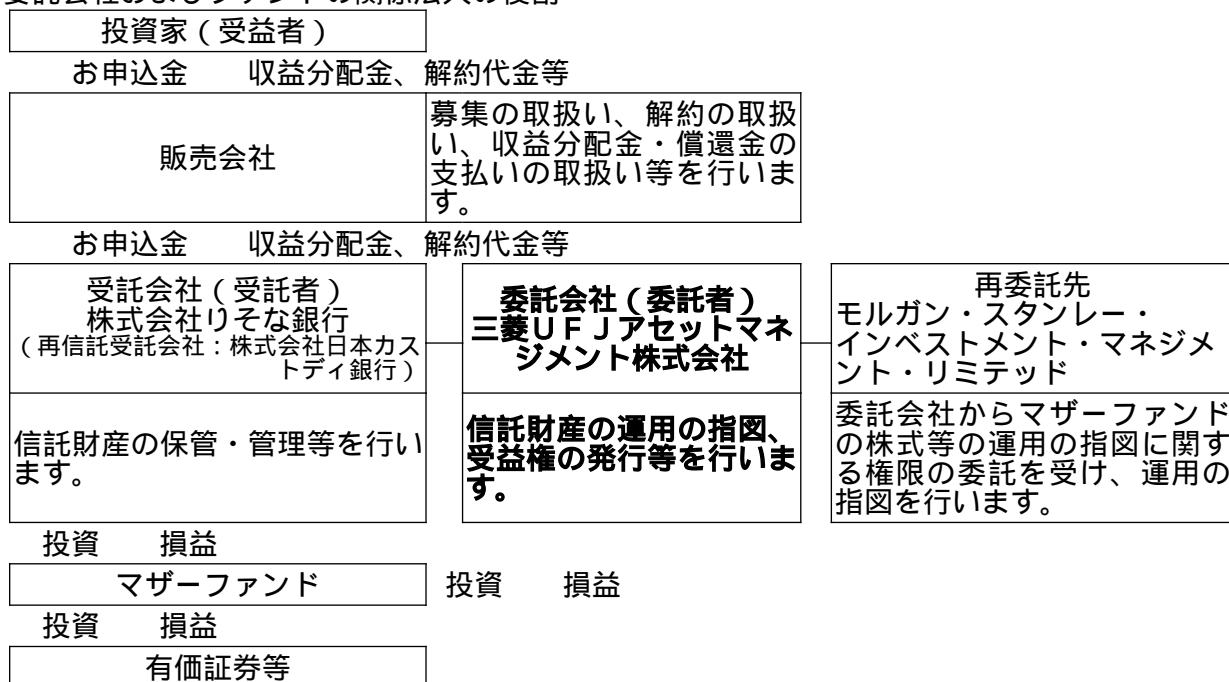 委託会社およびファンドの関係法人の役割
投資家(受益者)
お申込金 収益分配金、解約代金等
販売会社
募集の取扱い、解約の取扱
い、収益分配金・償還金の
支払いの取扱い等を行いま
す。
お申込金 収益分配金、解約代金等
受託会社(受託者)
株式会社りそな銀行
(再信託受託会社:株式会社日本カス
トディ銀行)
委託会社(委託者)
三菱UFJアセットマネ
ジメント株式会社
再委託先
モルガン・スタンレー・
インベストメント・マネジメ
ント・リミテッド
信託財産の保管・管理等を行い
ます。
信託財産の運用の指図、
受益権の発行等を行いま
す。
委託会社からマザーファンド
の株式等の運用の指図に関す
る権限の委託を受け、運用の
指図を行います。
投資 損益
マザーファンド 投資 損益
投資 損益
有価証券等